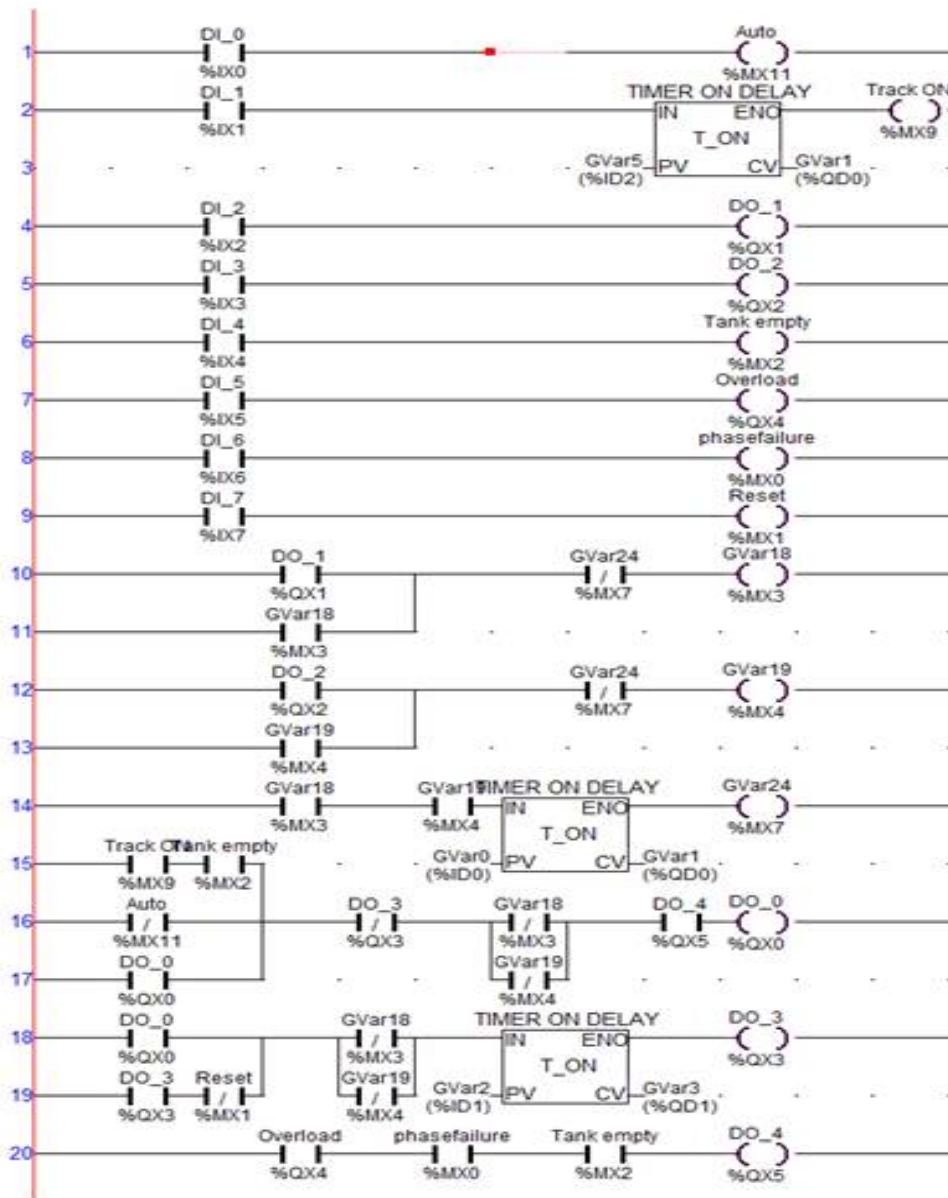 DI_0 Auto
1
%IX0 %MX11
DI_1 TIMER ON DELAY Track ON
2 IN ENO
%IX1 T_ON %MX9
3 GVar5 PV CV GVar1
(%ID2) (%QD0)
DI_2 DO_1
4
%IX2 %QX1
DI_3 DO_2
5
%IX3 %QX2
DI_4 Tank empty
6
%IX4 %MX2
DI_5 Overload
7
%IX5 %QX4
DI_6 phasefailure
8
%IX6 %MX0
DI_7 Reset
9
%IX7 %MX1
DO_1 GVar24 GVar18
10 /
%QX1 %MX7 %MX3
GVar18
11
%MX3
DO_2 GVar24 GVar19
12 /
%QX2 %MX7 %MX4
GVar19
13
%MX4
GVar18 GVar19 TIMER ON DELAY GVar24
14 IN ENO
%MX3 %MX4 T_ON %MX7
Track ON Tank empty
15 GVar0 PV CV GVar1
%MX9 %MX2 (%ID0) (%QD0)
Auto DO_3 GVar18 DO_4 DO_0
16 / / /
%MX11 %QX3 %MX3 %QX5 %QX0
DO_0 GVar19
17 /
%QX0 %MX4
DO_0 GVar18 TIMER ON DELAY DO_3
18 / IN ENO
%QX0 %MX3 T_ON %QX3
DO_3 Reset GVar19
19 / / GVar2 PV CV GVar3
%QX3 %MX1 %MX4 (%ID1) (%QD1)
Overload phasefailure Tank empty DO_4
20
%QX4 %MX0 %MX2 %QX5